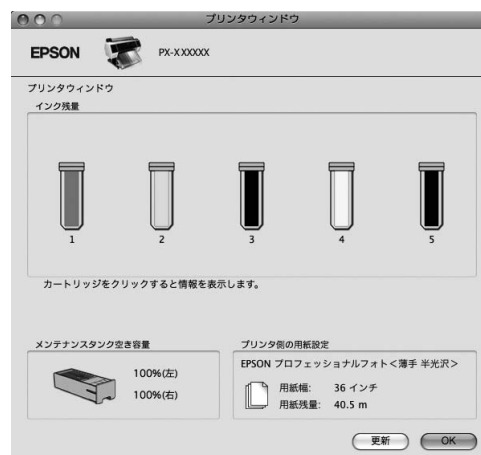 プリンタウィンドウ
EPSON PX-XXXXXX
プリンタウィンドウ
インク残量
1 2 3 4 5
カートリッジをクリックすると情報を表示します。
メンテナンスタンク空き容量
100%(左)
100%(右)
プリンタ側の用紙設定
EPSON プロフェッショナルフォト<薄手 半光沢>
用紙幅: 36 インチ
用紙残量: 40.5 m
更新 OK